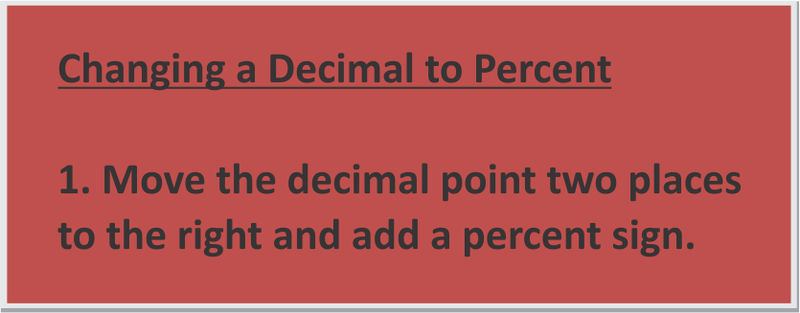 Changing a Decimal to Percent
1. Move the decimal point two places
to the right and add a percent sign.